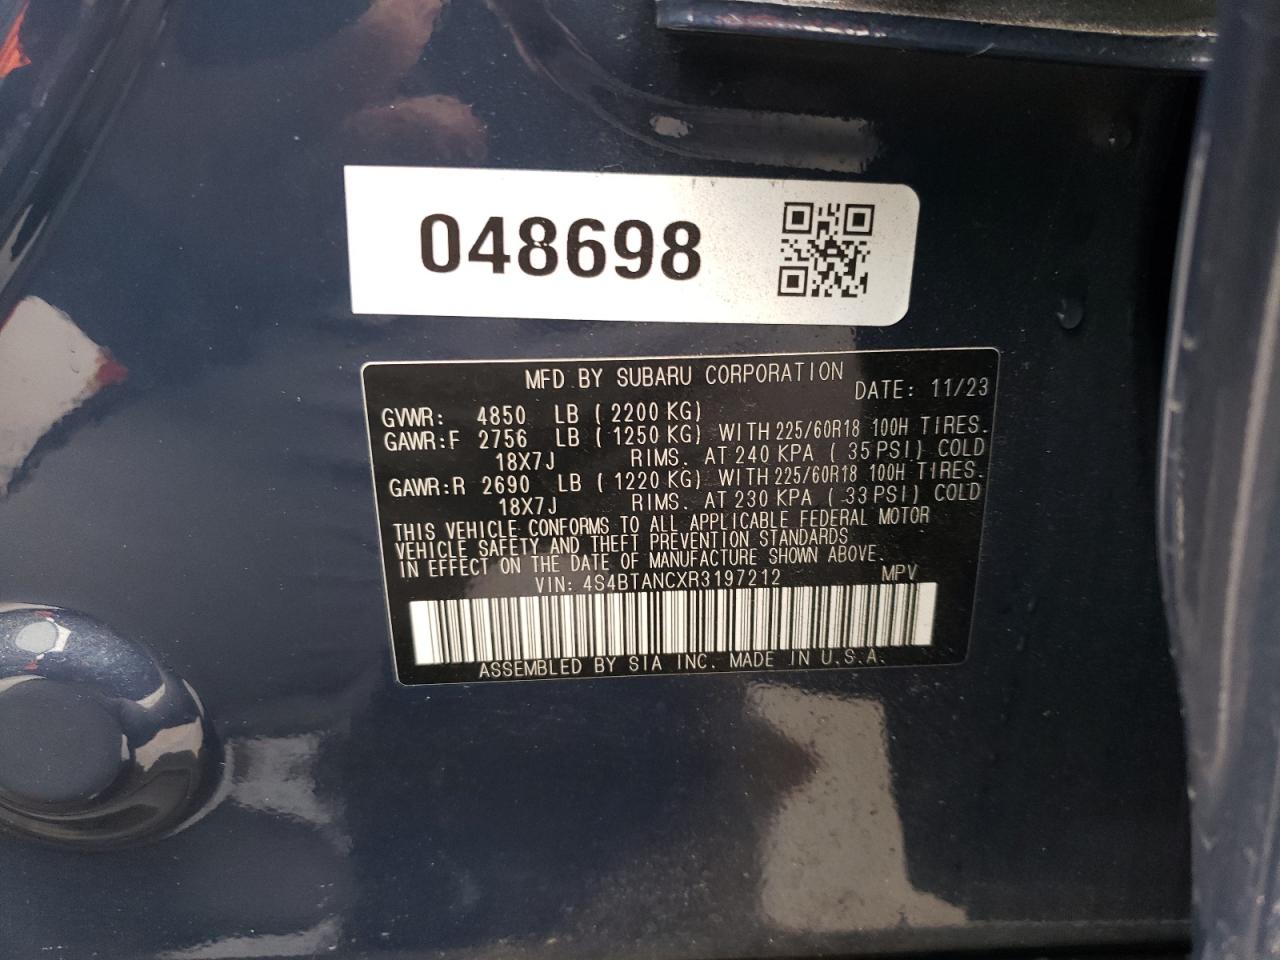 048698
MFD BY SUBARU CORPORATION
DATE: 11/23
GVWR: 4850 LB (2200 KG)
GAWR:F 2756 LB (1250 KG) WITH 225/60R18 100H TIRES.
18X7J RIMS. AT 240 KPA (35 PSI) COLD
GAWR:R 2690 LB (1220 KG) WITH 225/60R18 100H TIRES.
18X7J RIMS. AT 230 KPA (33 PSI) COLD
THIS VEHICLE CONFORMS TO ALL APPLICABLE FEDERAL MOTOR
VEHICLE SAFETY AND THEFT PREVENTION STANDARDS
IN EFFECT ON THE DATE OF MANUFACTURE SHOWN ABOVE.
VIN: 4S4BTANCXR3197212 MPV
ASSEMBLED BY SIA INC. MADE IN U.S.A.